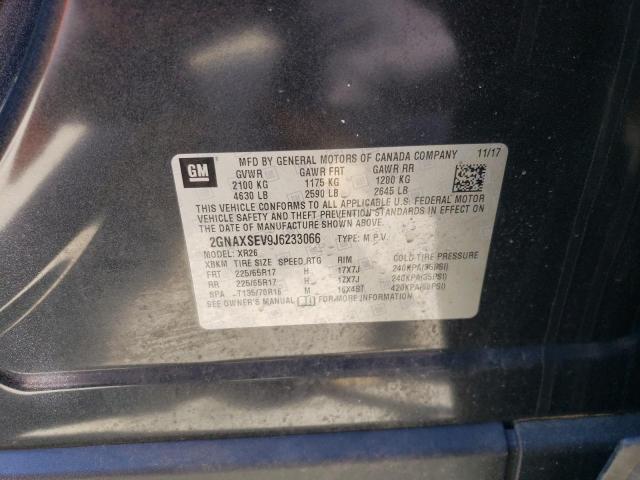 GM
MFD BY GENERAL MOTORS OF CANADA COMPANY 11/17
GVWR GAWR FRT GAWR RR
2100 KG 1175 KG 1200 KG
4630 LB 2590 LB 2645 LB
THIS VEHICLE CONFORMS TO ALL APPLICABLE U.S. FEDERAL MOTOR
VEHICLE SAFETY AND THEFT PREVENTION STANDARDS IN EFFECT ON
THE DATE OF MANUFACTURE SHOWN ABOVE.
2GNAXSEV9J6233066 TYPE: M.P.V.
MODEL: XR26
XBKM TIRE SIZE SPEED RTG RIM COLD TIRE PRESSURE
FRT 225/65R17 H 17X7J 240KPA(35PSI)
RR 225/65R17 H 17X7J 240KPA(35PSI)
SPA T135/70R16 M 16X4BT 420KPA(60PSI)
SEE OWNER'S MANUAL FOR MORE INFORMATION.